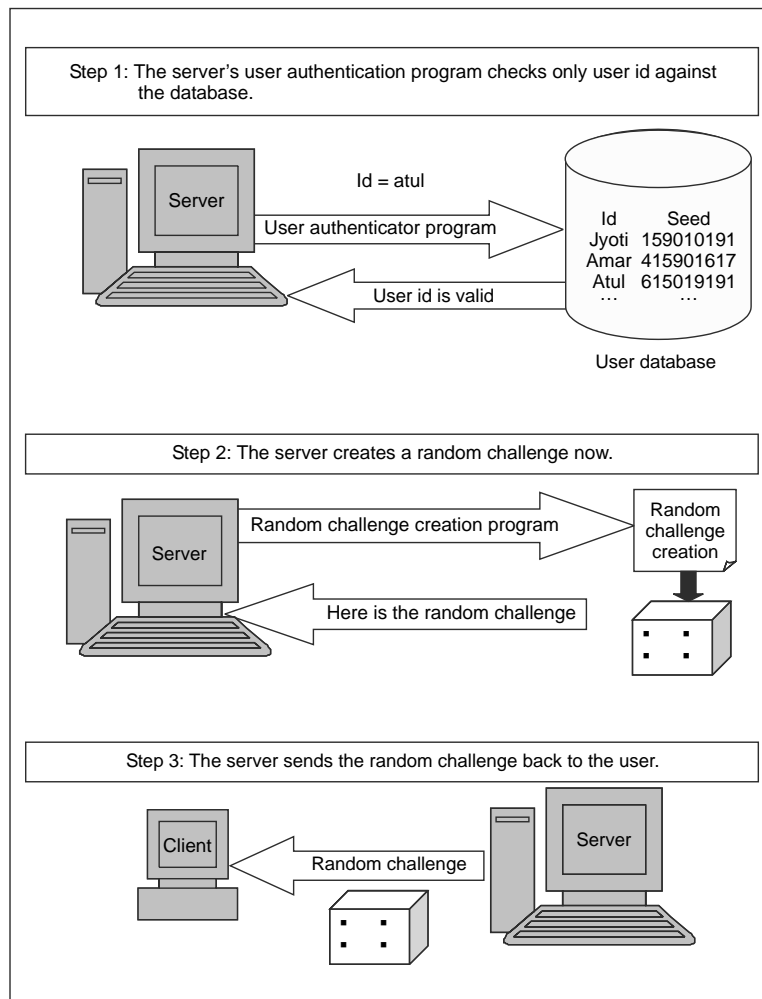 Step 1: The server's user authentication program checks only user id against
the database.
Server
Id = atul
User authenticator program
User id is valid
Id Seed
Jyoti 159010191
Amar 415901617
Atul 615019191
... ...
User database
Step 2: The server creates a random challenge now.
Server
Random challenge creation program
Random
challenge
creation
Here is the random challenge
Step 3: The server sends the random challenge back to the user.
Client
Random challenge
Server